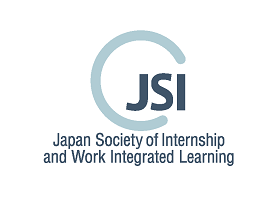 JSI
Japan Society of Internship
and Work Integrated Learning